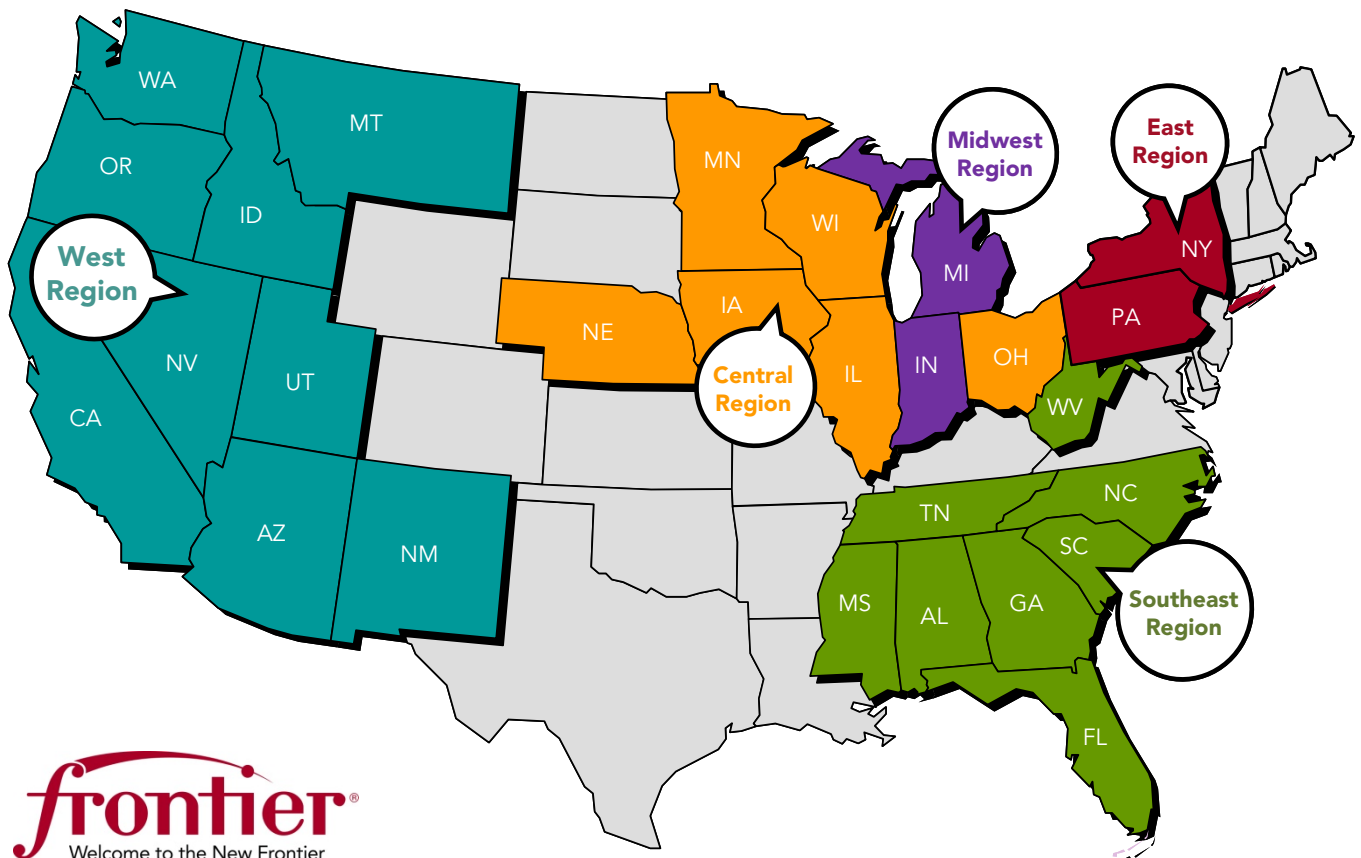 WA
MT
OR
ID
MN
Midwest
Region
East
Region
WI
NY
West
Region
MI
IA
NE
PA
NV
UT
IL
IN
OH
Central
Region
CA
WV
NC
TN
AZ
NM
SC
MS
AL
GA
Southeast
Region
FL
frontier®
Welcome to the New Frontier